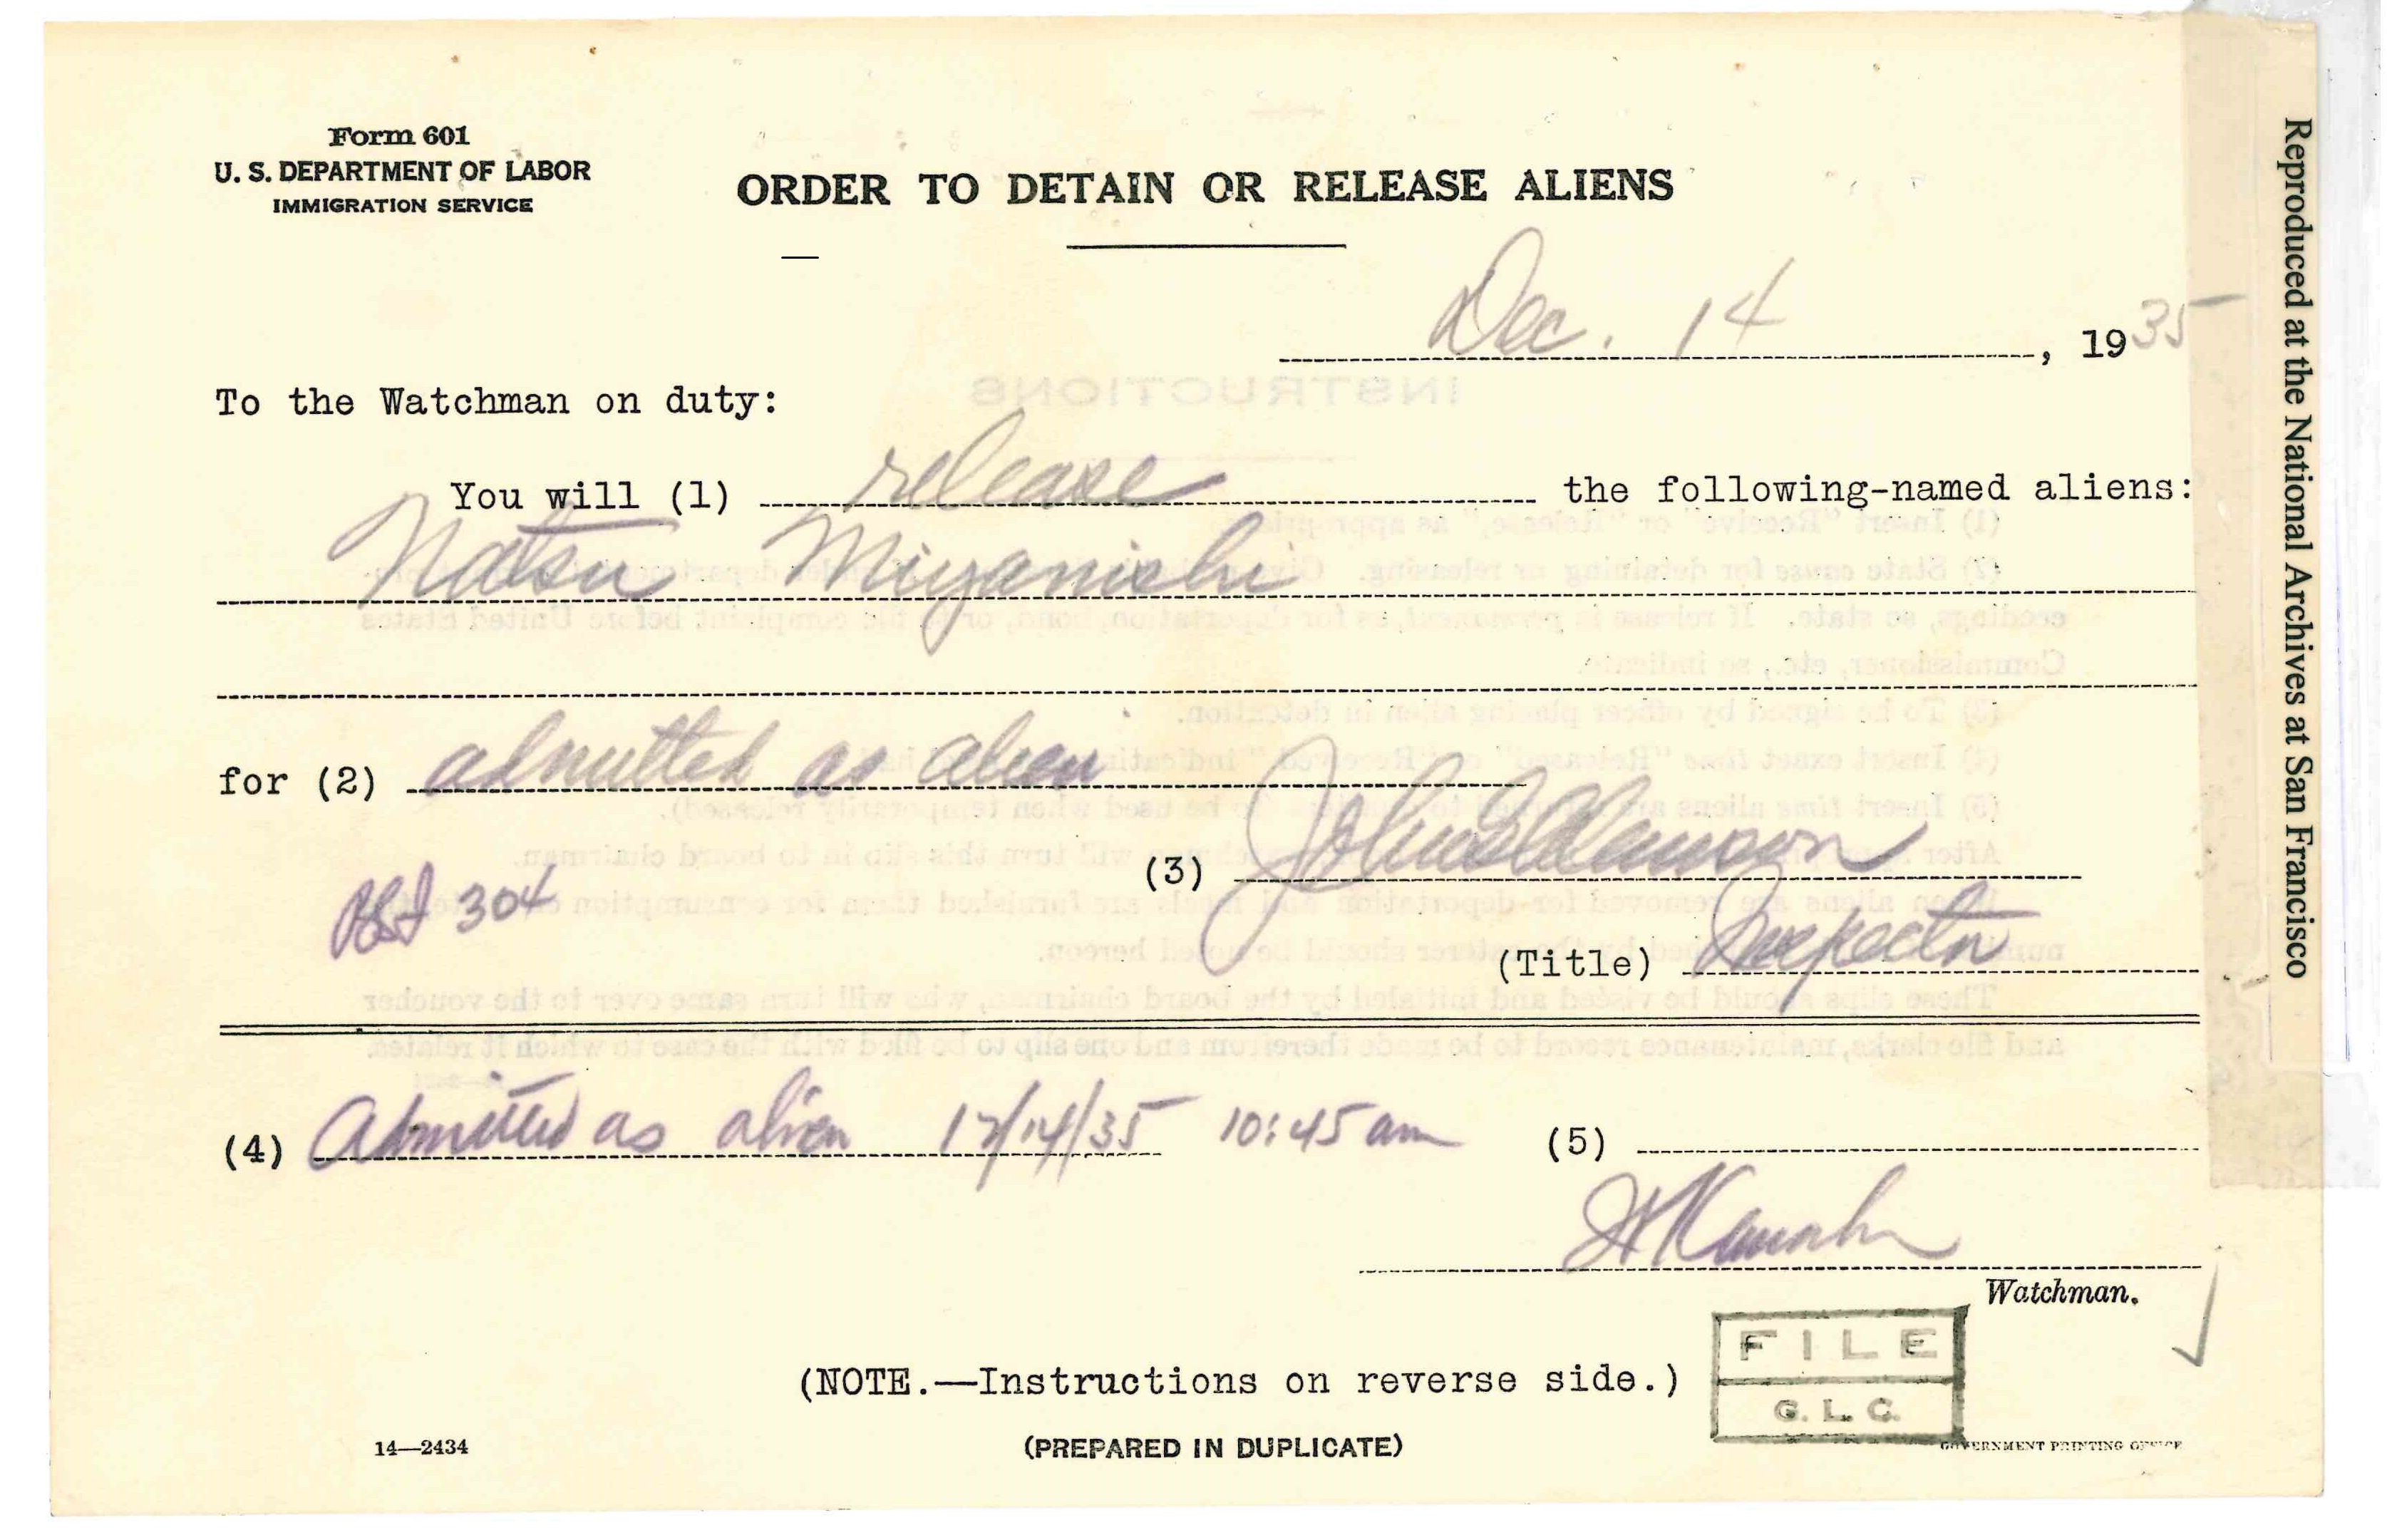 Form 601
U. S. DEPARTMENT OF LABOR
IMMIGRATION SERVICE
ORDER TO DETAIN OR RELEASE ALIENS
Dec. 14, 1935
To the Watchman on duty:
You will (1) release the following-named aliens:
Natsu Miyanishi
for (2) admitted as alien
(3)
304
(Title) Inspector
(4) Admitted as alien 12/14/35 10:45 am (5)
Watchman.
FILE
G. L. C.
(NOTE.—Instructions on reverse side.)
14—2434
(PREPARED IN DUPLICATE)
GOVERNMENT PRINTING OFFICE
Reproduced at the National Archives at San Francisco